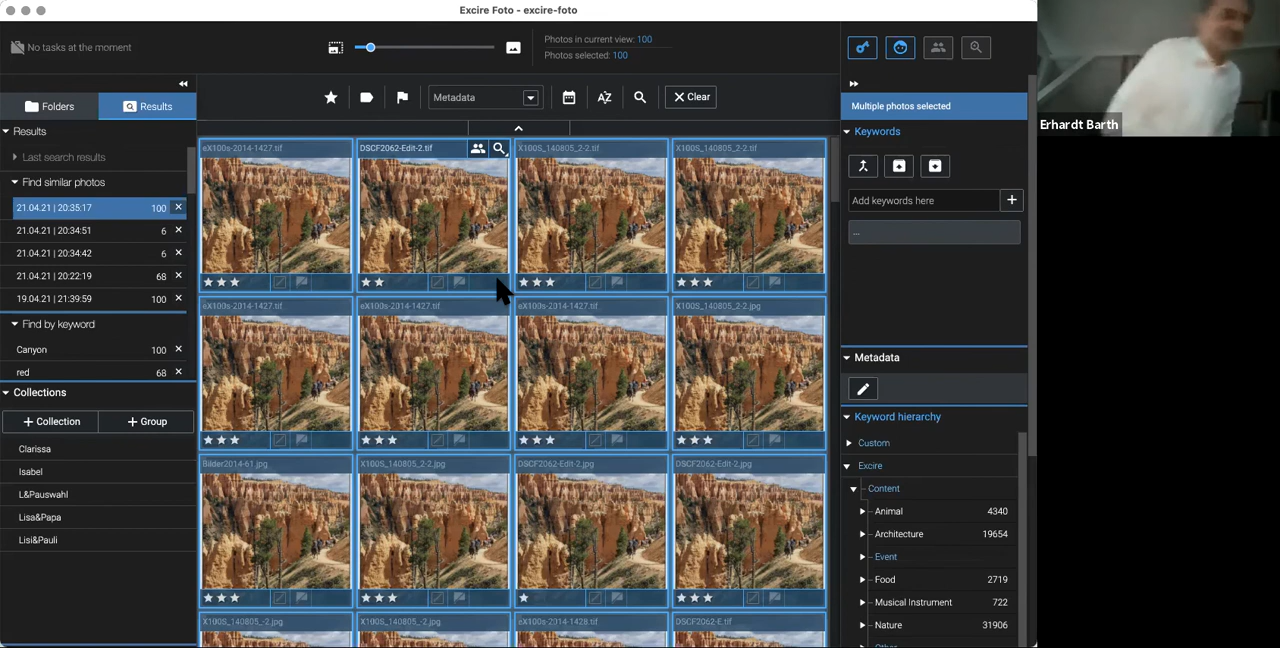 Excire Foto - excire-foto
No tasks at the moment
Photos in current view: 100
Photos selected: 100
Folders
Results
Metadata
Clear
Results
Last search results
Find similar photos
21.04.21 | 20:35:17 100
21.04.21 | 20:34:51 6
21.04.21 | 20:34:42 6
21.04.21 | 20:22:19 68
19.04.21 | 21:39:59 100
Find by keyword
Canyon 100
red 68
Collections
+ Collection
+ Group
Clarissa
Isabel
L&Pauswahl
Lisa&Papa
Lisi&Pauli
eX100s-2014-1427.tif
DSCF2062-Edit-2.tif
X100S_140805_2-2.tif
X100S_140805_2-2.tif
eX100s-2014-1427.tif
eX100s-2014-1427.tif
eX100s-2014-1427.tif
X100S_140805_2-2.jpg
Bilder2014-61.jpg
X100S_140805_2-2.jpg
DSCF2062-Edit-2.jpg
DSCF2062-Edit-2.jpg
X100S_140805_-2.jpg
X100S_140805_-2.jpg
eX100s-2014-1428.tif
DSCF2062-E.tif
Multiple photos selected
Keywords
Add keywords here
...
Metadata
Keyword hierarchy
Custom
Excire
Content
Animal 4340
Architecture 19654
Event
Food 2719
Musical Instrument 722
Nature 31906
Erhardt Barth